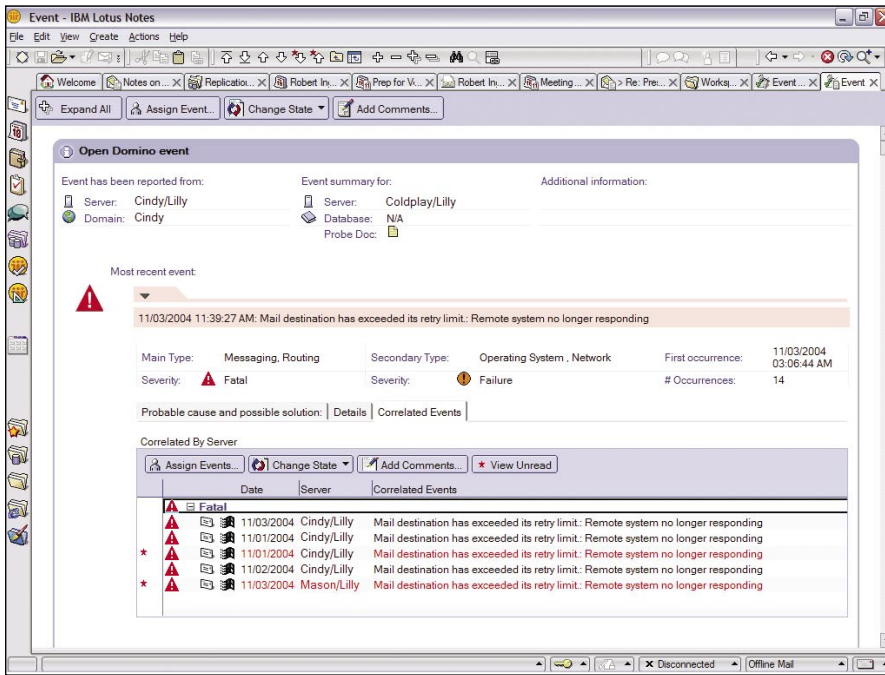 Event - IBM Lotus Notes
File Edit View Create Actions Help
Welcome Notes on ... Replicatio... Robert In... Prep for V... Robert In... Meeting ... > Re: Pre... Worksp... Event ... Event
Expand All Assign Event... Change State Add Comments...
Open Domino event
Event has been reported from: Event summary for: Additional information:
Server: Cindy/Lilly Server: Coldplay/Lilly
Domain: Cindy Database: N/A
Probe Doc:
Most recent event:
11/03/2004 11:39:27 AM: Mail destination has exceeded its retry limit.: Remote system no longer responding
Main Type: Messaging, Routing Secondary Type: Operating System , Network First occurrence: 11/03/2004 03:06:44 AM
Severity: Fatal Severity: Failure # Occurrences: 14
Probable cause and possible solution: Details Correlated Events
Correlated By Server
Assign Events... Change State Add Comments... View Unread
Date Server Correlated Events
Fatal
11/03/2004 Cindy/Lilly Mail destination has exceeded its retry limit.: Remote system no longer responding
11/01/2004 Cindy/Lilly Mail destination has exceeded its retry limit.: Remote system no longer responding
11/01/2004 Cindy/Lilly Mail destination has exceeded its retry limit.: Remote system no longer responding
11/02/2004 Cindy/Lilly Mail destination has exceeded its retry limit.: Remote system no longer responding
11/03/2004 Mason/Lilly Mail destination has exceeded its retry limit.: Remote system no longer responding
Disconnected Offline Mail